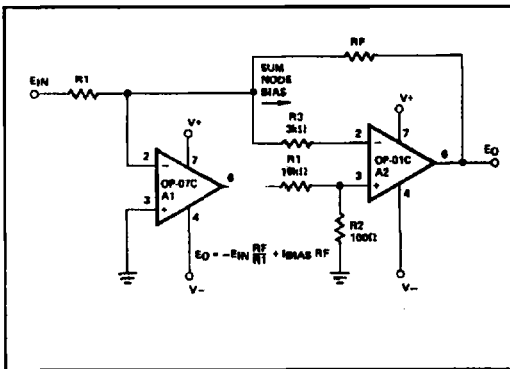 RF
EIN
R1
SUM
NODE
BIAS
V+
7
2
−
OP-07C
A1
6
3
+
4
V−
R3
3kΩ
R1
10kΩ
V+
7
2
−
OP-01C
A2
6
3
+
4
V−
EO
R2
100Ω
EO = −EIN RF/R1 + IBIAS RF